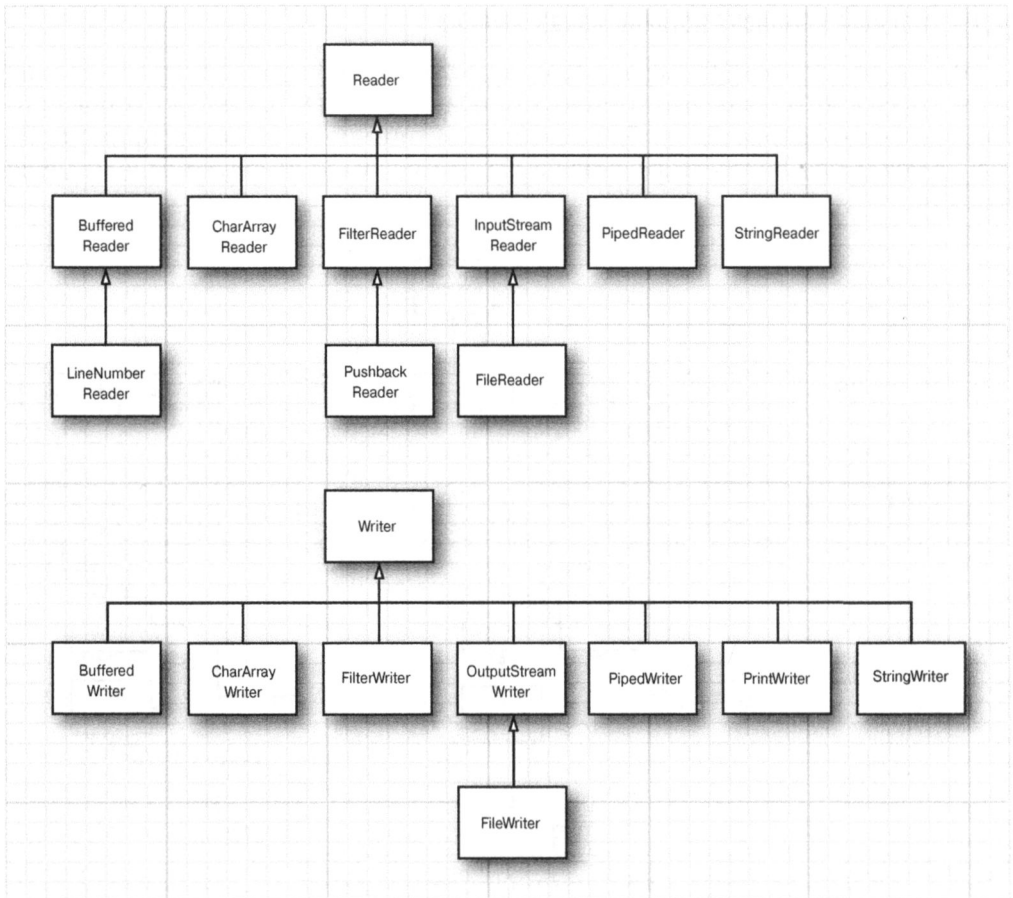 Reader
Buffered
Reader
CharArray
Reader
FilterReader
InputStream
Reader
PipedReader
StringReader
LineNumber
Reader
Pushback
Reader
FileReader
Writer
Buffered
Writer
CharArray
Writer
FilterWriter
OutputStream
Writer
PipedWriter
PrintWriter
StringWriter
FileWriter